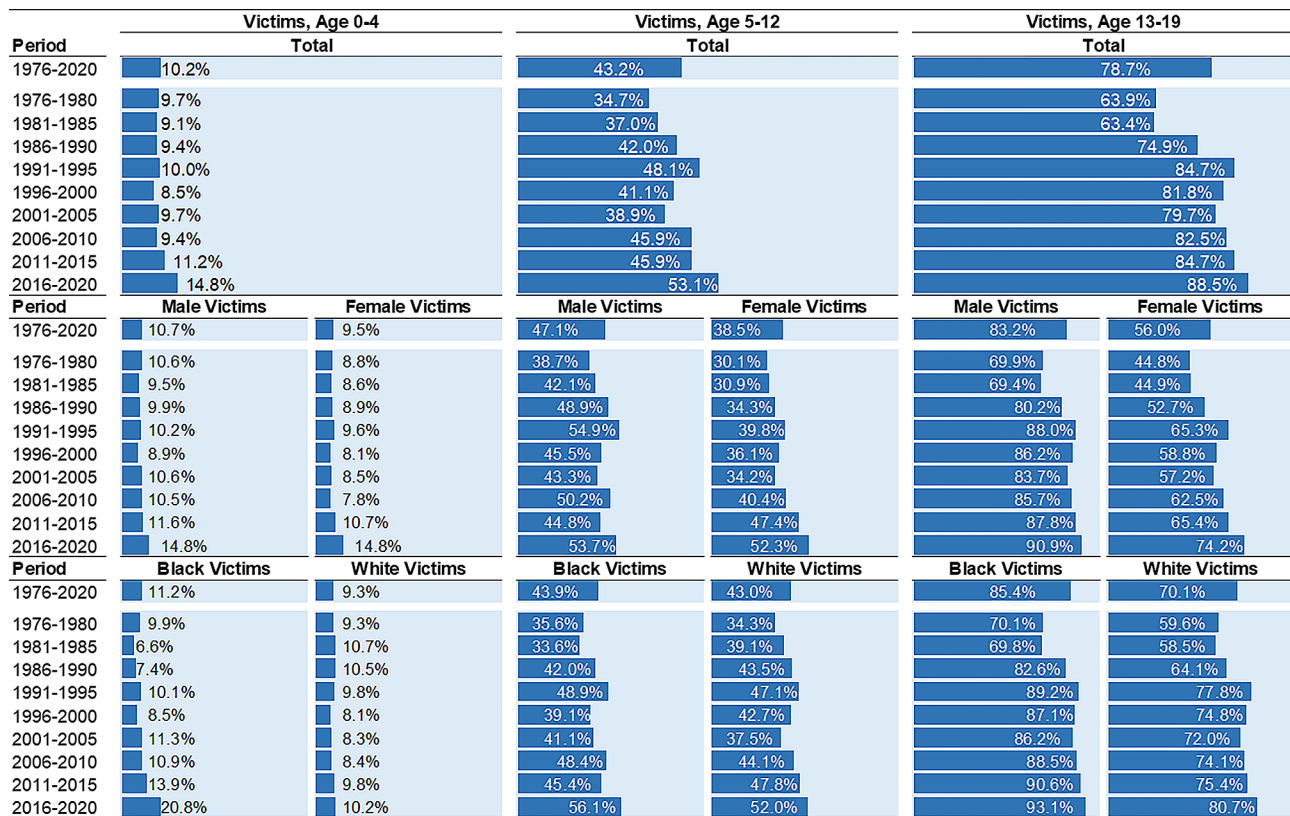 Victims, Age 0-4 Victims, Age 5-12 Victims, Age 13-19
Period Total Total Total
1976-2020 10.2% 43.2% 78.7%
1976-1980 9.7% 34.7% 63.9%
1981-1985 9.1% 37.0% 63.4%
1986-1990 9.4% 42.0% 74.9%
1991-1995 10.0% 48.1% 84.7%
1996-2000 8.5% 41.1% 81.8%
2001-2005 9.7% 38.9% 79.7%
2006-2010 9.4% 45.9% 82.5%
2011-2015 11.2% 45.9% 84.7%
2016-2020 14.8% 53.1% 88.5%
Period Male Victims Female Victims Male Victims Female Victims Male Victims Female Victims
1976-2020 10.7% 9.5% 47.1% 38.5% 83.2% 56.0%
1976-1980 10.6% 8.8% 38.7% 30.1% 69.9% 44.8%
1981-1985 9.5% 8.6% 42.1% 30.9% 69.4% 44.9%
1986-1990 9.9% 8.9% 48.9% 34.3% 80.2% 52.7%
1991-1995 10.2% 9.6% 54.9% 39.8% 88.0% 65.3%
1996-2000 8.9% 8.1% 45.5% 36.1% 86.2% 58.8%
2001-2005 10.6% 8.5% 43.3% 34.2% 83.7% 57.2%
2006-2010 10.5% 7.8% 50.2% 40.4% 85.7% 62.5%
2011-2015 11.6% 10.7% 44.8% 47.4% 87.8% 65.4%
2016-2020 14.8% 14.8% 53.7% 52.3% 90.9% 74.2%
Period Black Victims White Victims Black Victims White Victims Black Victims White Victims
1976-2020 11.2% 9.3% 43.9% 43.0% 85.4% 70.1%
1976-1980 9.9% 9.3% 35.6% 34.3% 70.1% 59.6%
1981-1985 6.6% 10.7% 33.6% 39.1% 69.8% 58.5%
1986-1990 7.4% 10.5% 42.0% 43.5% 82.6% 64.1%
1991-1995 10.1% 9.8% 48.9% 47.1% 89.2% 77.8%
1996-2000 8.5% 8.1% 39.1% 42.7% 87.1% 74.8%
2001-2005 11.3% 8.3% 41.1% 37.5% 86.2% 72.0%
2006-2010 10.9% 8.4% 48.4% 44.1% 88.5% 74.1%
2011-2015 13.9% 9.8% 45.4% 47.8% 90.6% 75.4%
2016-2020 20.8% 10.2% 56.1% 52.0% 93.1% 80.7%